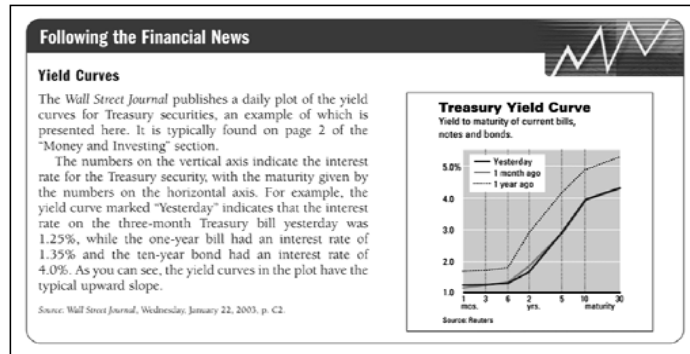 Following the Financial News
Yield Curves
The Wall Street Journal publishes a daily plot of the yield
curves for Treasury securities, an example of which is
presented here. It is typically found on page 2 of the
"Money and Investing" section.
The numbers on the vertical axis indicate the interest
rate for the Treasury security, with the maturity given by
the numbers on the horizontal axis. For example, the
yield curve marked "Yesterday" indicates that the interest
rate on the three-month Treasury bill yesterday was
1.25%, while the one-year bill had an interest rate of
1.35% and the ten-year bond had an interest rate of
4.0%. As you can see, the yield curves in the plot have the
typical upward slope.
Source: Wall Street Journal, Wednesday, January 22, 2003, p. C2.
Treasury Yield Curve
Yield to maturity of current bills,
notes and bonds.
Yesterday
1 month ago
1 year ago
5.0%
4.0
3.0
2.0
1.0
1 3 6 2 5 10 30
mos. yrs. maturity
Source: Reuters